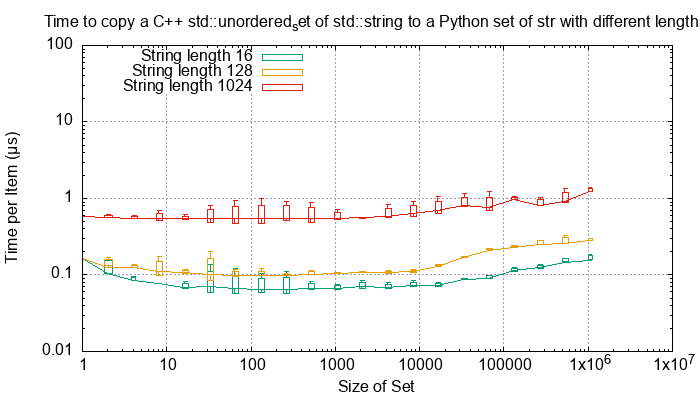 Time to copy a C++ std::unordered_set of std::string to a Python set of str with different length
100
10
1
0.1
0.01
Time per Item (µs)
String length 16
String length 128
String length 1024
1 10 100 1000 10000 100000 1x10^6 1x10^7
Size of Set